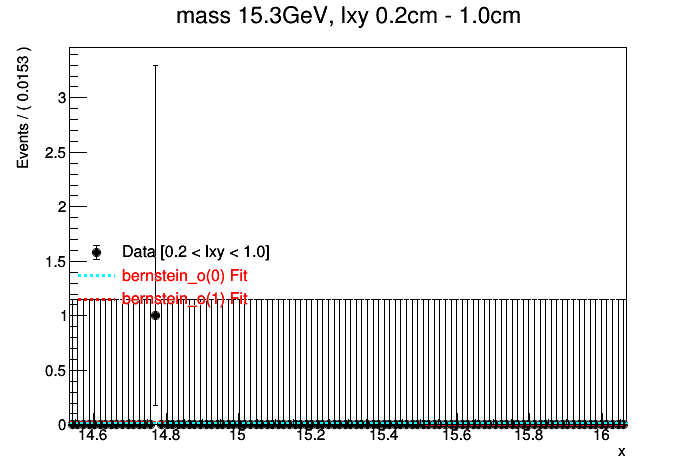 mass 15.3GeV, lxy 0.2cm - 1.0cm
Events / ( 0.0153 )
3
2.5
2
1.5
1
0.5
0
Data [0.2 < lxy < 1.0]
bernstein_o(0) Fit
bernstein_o(1) Fit
14.6 14.8 15 15.2 15.4 15.6 15.8 16
x